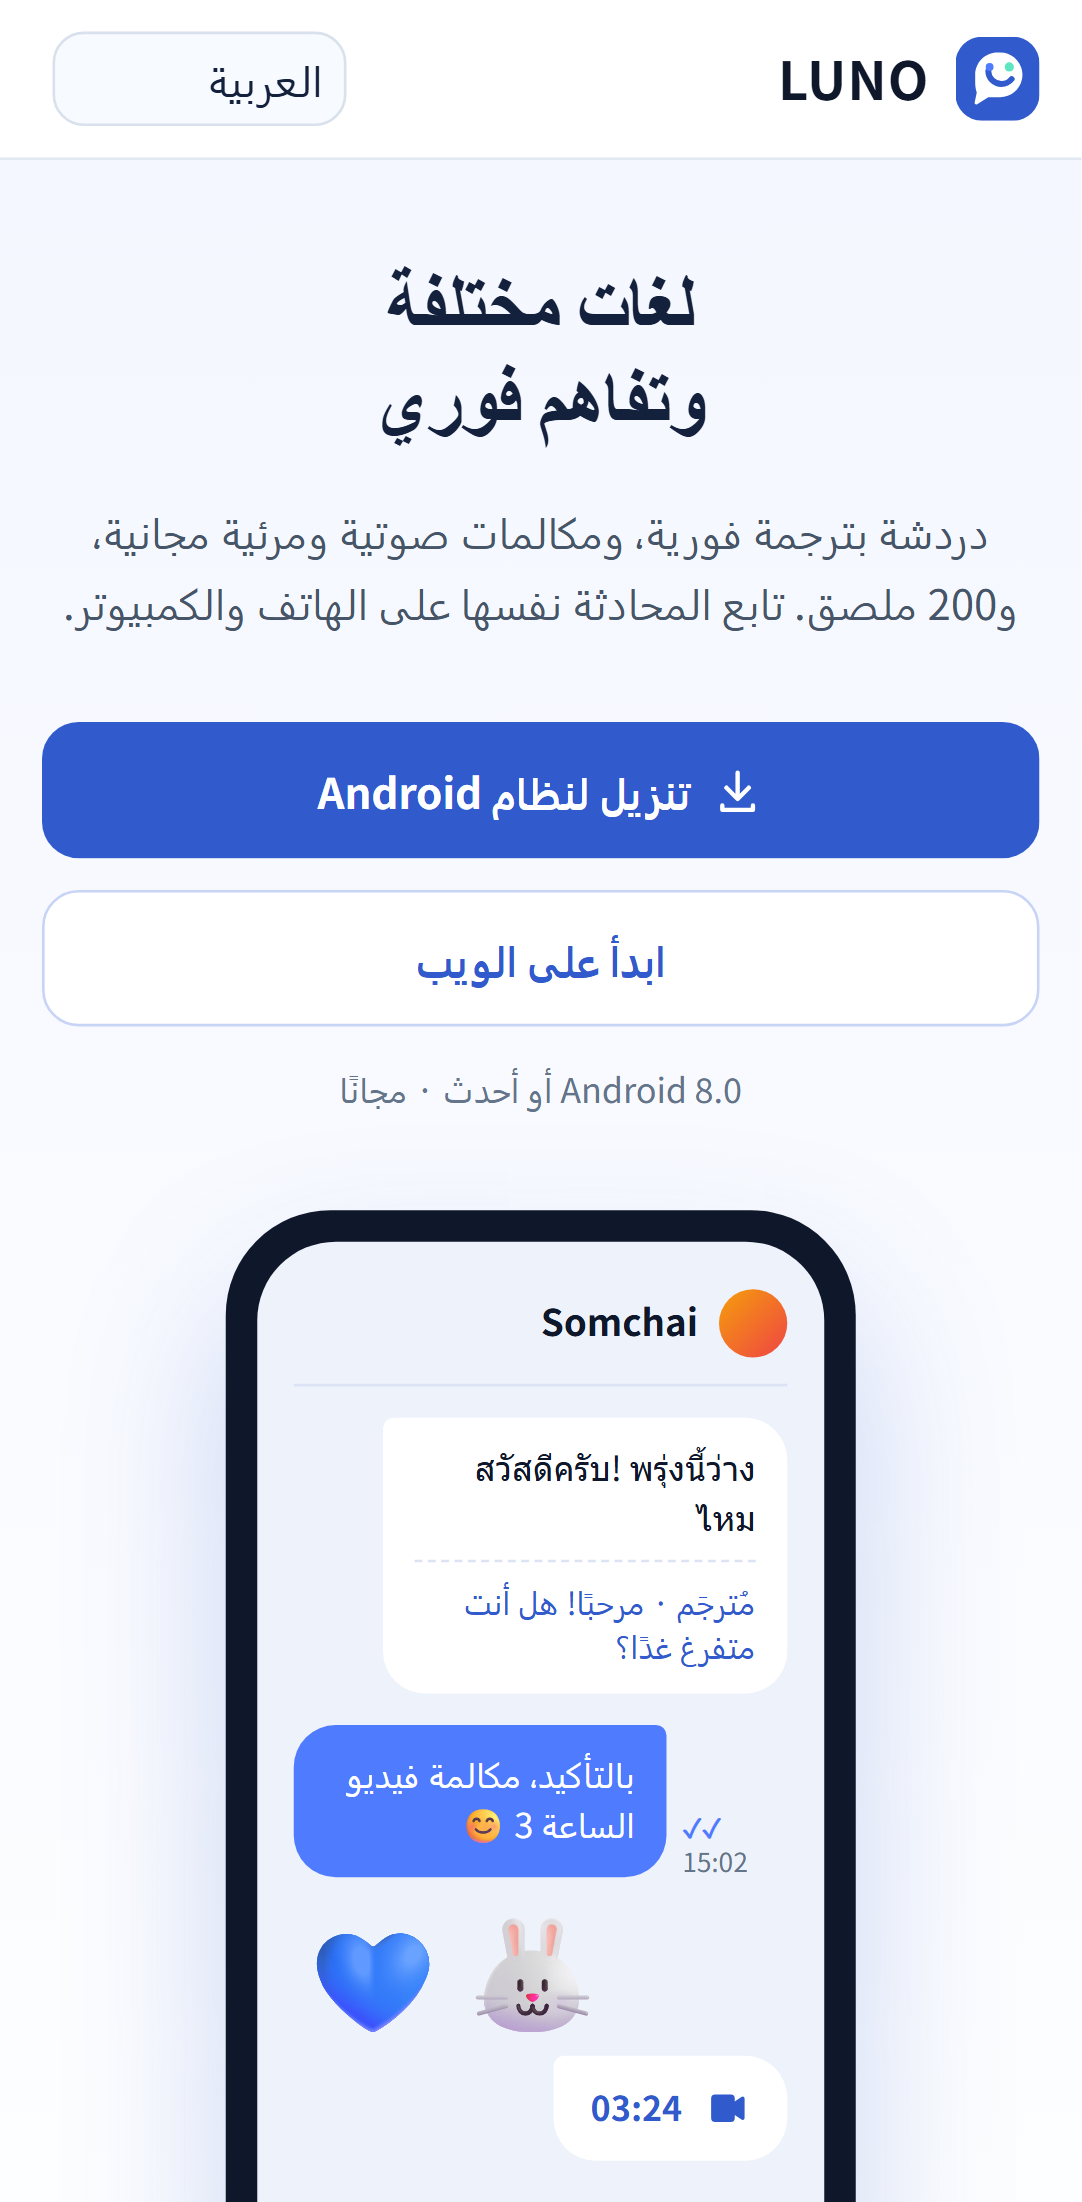 LUNO
العربية
لغات مختلفة
وتفاهم فوري
دردشة بترجمة فورية، ومكالمات صوتية ومرئية مجانية،
و200 ملصق. تابع المحادثة نفسها على الهاتف والكمبيوتر.
تنزيل لنظام Android
ابدأ على الويب
Android 8.0 أو أحدث · مجانًا
Somchai
สวัสดีครับ! พรุ่งนี้ว่าง
ไหม
مُترجَم · مرحبًا! هل أنت
متفرغ غدًا؟
بالتأكيد، مكالمة فيديو
الساعة 3 😊
✓✓
15:02
03:24